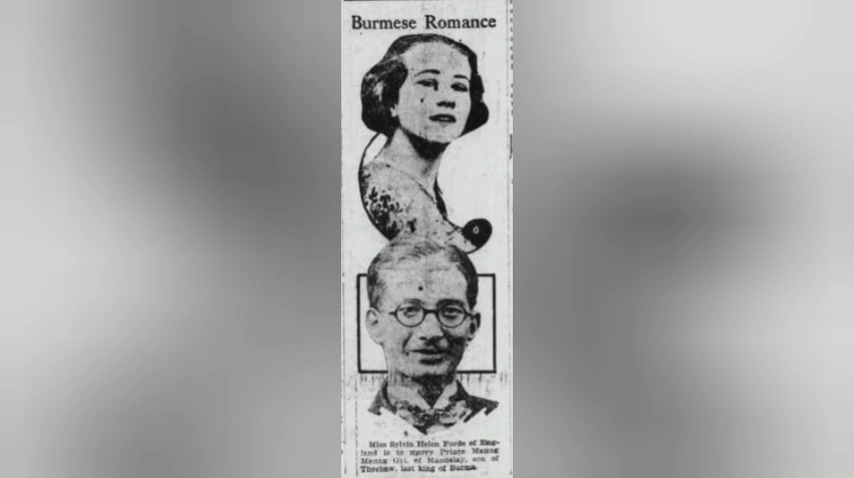 Burmese Romance
Miss Sylvia Helen Forde of Eng-
land is to marry Prince Maung
Maung Gyi, of Mandalay, son of
Theebaw, last king of Burma.